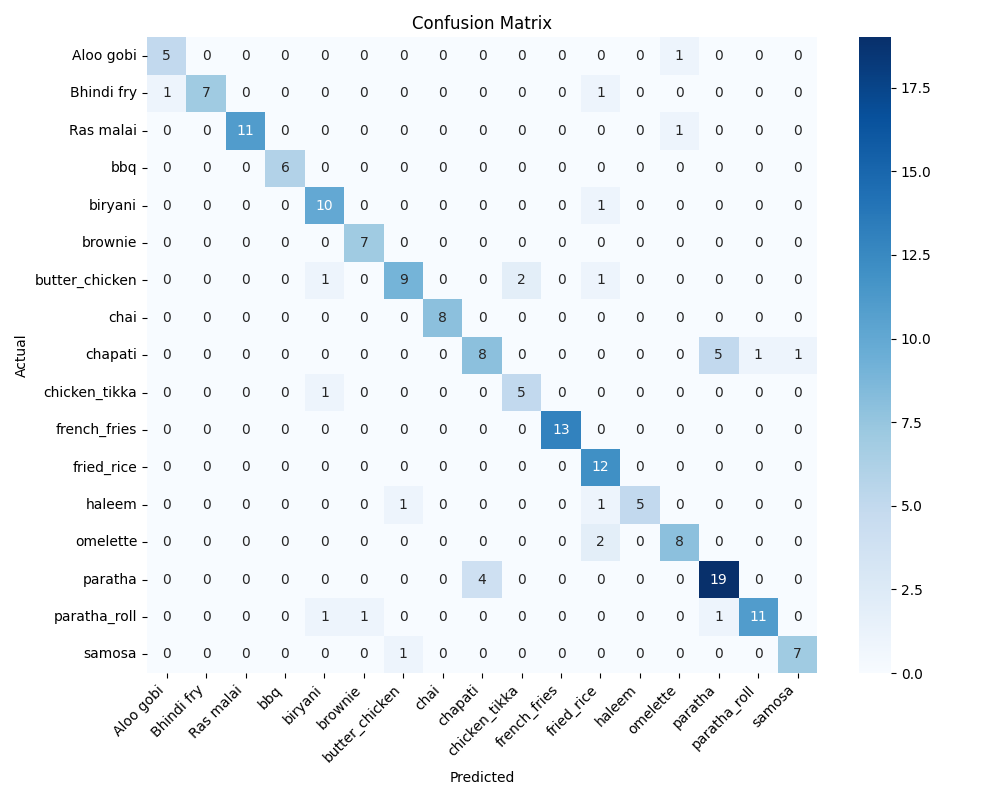 Confusion Matrix
Aloo gobi 5 0 0 0 0 0 0 0 0 0 0 0 0 1 0 0 0
Bhindi fry 1 7 0 0 0 0 0 0 0 0 0 1 0 0 0 0 0
Ras malai 0 0 11 0 0 0 0 0 0 0 0 0 0 1 0 0 0
bbq 0 0 0 6 0 0 0 0 0 0 0 0 0 0 0 0 0
biryani 0 0 0 0 10 0 0 0 0 0 0 1 0 0 0 0 0
brownie 0 0 0 0 0 7 0 0 0 0 0 0 0 0 0 0 0
butter_chicken 0 0 0 0 1 0 9 0 0 2 0 1 0 0 0 0 0
chai 0 0 0 0 0 0 0 8 0 0 0 0 0 0 0 0 0
chapati 0 0 0 0 0 0 0 0 8 0 0 0 0 0 5 1 1
chicken_tikka 0 0 0 0 1 0 0 0 0 5 0 0 0 0 0 0 0
french_fries 0 0 0 0 0 0 0 0 0 0 13 0 0 0 0 0 0
fried_rice 0 0 0 0 0 0 0 0 0 0 0 12 0 0 0 0 0
haleem 0 0 0 0 0 0 1 0 0 0 0 1 5 0 0 0 0
omelette 0 0 0 0 0 0 0 0 0 0 0 2 0 8 0 0 0
paratha 0 0 0 0 0 0 0 0 4 0 0 0 0 0 19 0 0
paratha_roll 0 0 0 0 1 1 0 0 0 0 0 0 0 0 1 11 0
samosa 0 0 0 0 0 0 1 0 0 0 0 0 0 0 0 0 7
Aloo gobi Bhindi fry Ras malai bbq biryani brownie butter_chicken chai chapati chicken_tikka french_fries fried_rice haleem omelette paratha paratha_roll samosa
Predicted
Actual
17.5
15.0
12.5
10.0
7.5
5.0
2.5
0.0